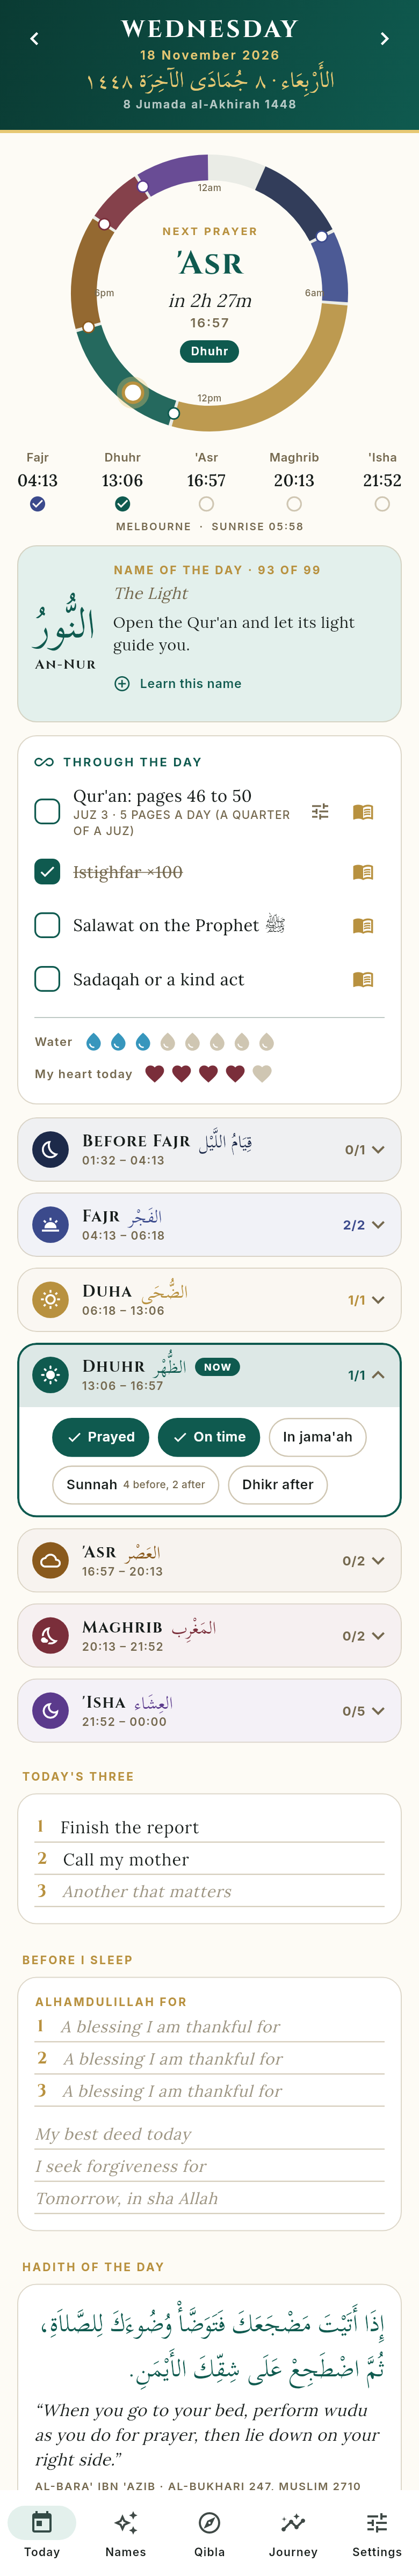 WEDNESDAY
18 November 2026
الأَرْبِعَاء · ٨ جُمَادَى الآخِرَة ١٤٤٨
8 Jumada al-Akhirah 1448
12am
NEXT PRAYER
'ASR
6pm
in 2h 27m
6am
16:57
Dhuhr
12pm
Fajr Dhuhr 'Asr Maghrib 'Isha
04:13 13:06 16:57 20:13 21:52
MELBOURNE · SUNRISE 05:58
NAME OF THE DAY · 93 OF 99
The Light
النُّورُ
AN-NUR
Open the Qur'an and let its light
guide you.
Learn this name
THROUGH THE DAY
Qur'an: pages 46 to 50
JUZ 3 · 5 PAGES A DAY (A QUARTER
OF A JUZ)
Istighfar ×100
Salawat on the Prophet ﷺ
Sadaqah or a kind act
Water
My heart today
BEFORE FAJR قِيَامُ اللَّيْل
01:32 – 04:13
0/1
FAJR الفَجْر
04:13 – 06:18
2/2
DUHA الضُّحَى
06:18 – 13:06
1/1
DHUHR الظُّهْر NOW
13:06 – 16:57
1/1
Prayed On time In jama'ah
Sunnah 4 before, 2 after Dhikr after
'ASR العَصْر
16:57 – 20:13
0/2
MAGHRIB المَغْرِب
20:13 – 21:52
0/2
'ISHA العِشَاء
21:52 – 00:00
0/5
TODAY'S THREE
1 Finish the report
2 Call my mother
3 Another that matters
BEFORE I SLEEP
ALHAMDULILLAH FOR
1 A blessing I am thankful for
2 A blessing I am thankful for
3 A blessing I am thankful for
My best deed today
I seek forgiveness for
Tomorrow, in sha Allah
HADITH OF THE DAY
إِذَا أَتَيْتَ مَضْجَعَكَ فَتَوَضَّأْ وُضُوءَكَ لِلصَّلاَةِ،
ثُمَّ اضْطَجِعْ عَلَى شِقِّكَ الأَيْمَنِ.
“When you go to your bed, perform wudu
as you do for prayer, then lie down on your
right side.”
AL-BARA' IBN 'AZIB · AL-BUKHARI 247, MUSLIM 2710
Today Names Qibla Journey Settings